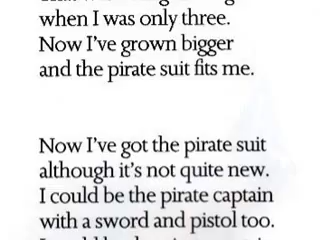 when I was only three.
Now I've grown bigger
and the pirate suit fits me.
Now I've got the pirate suit
although it's not quite new.
I could be the pirate captain
with a sword and pistol too.